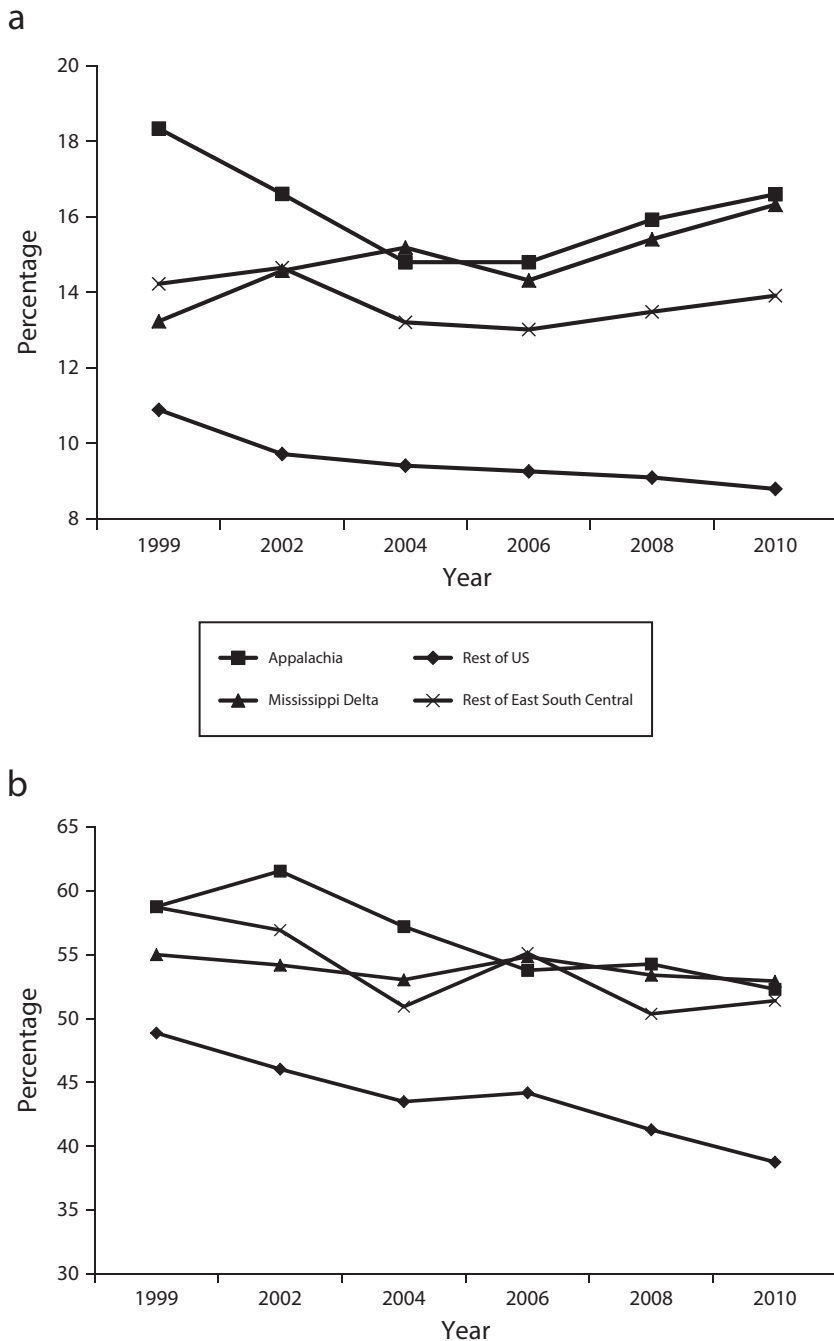 a
20
18
16
14
12
10
8
Percentage
1999 2002 2004 2006 2008 2010
Year
Appalachia Rest of US
Mississippi Delta Rest of East South Central
b
65
60
55
50
45
40
35
30
Percentage
1999 2002 2004 2006 2008 2010
Year